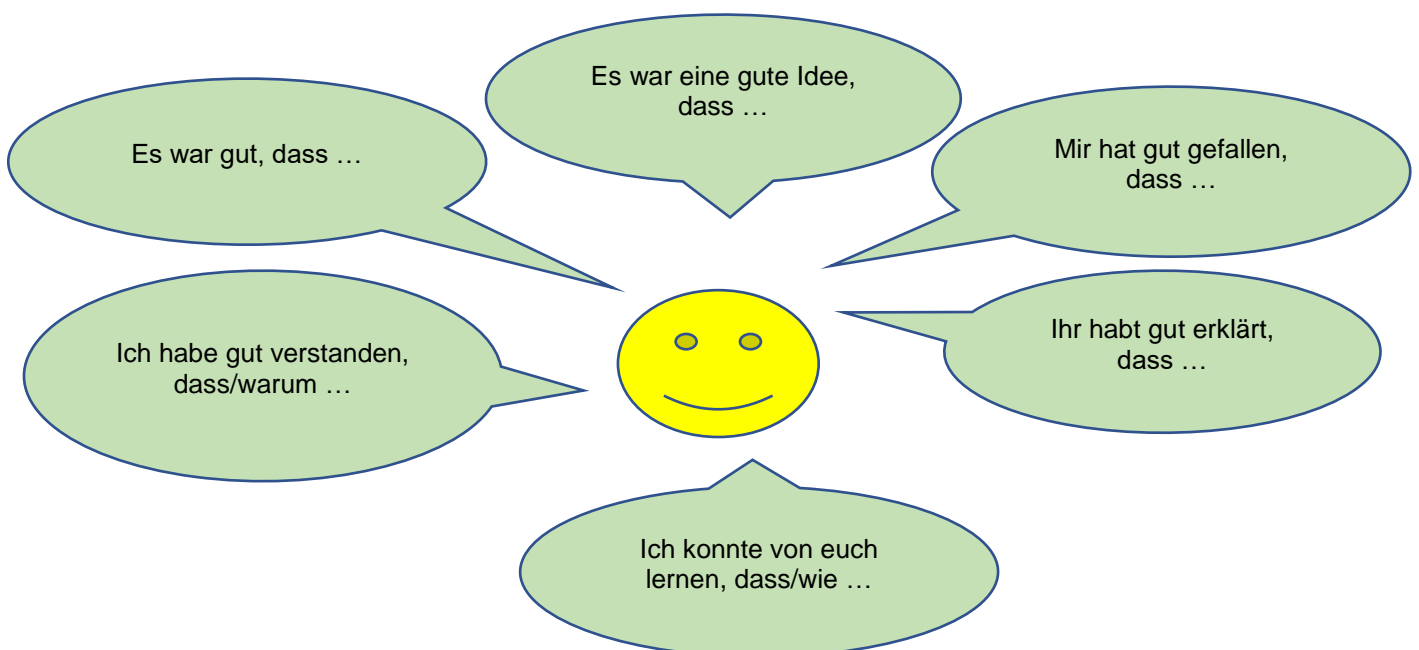 Es war eine gute Idee,
dass …
Es war gut, dass …
Mir hat gut gefallen,
dass …
Ich habe gut verstanden,
dass/warum …
Ihr habt gut erklärt,
dass …
Ich konnte von euch
lernen, dass/wie …